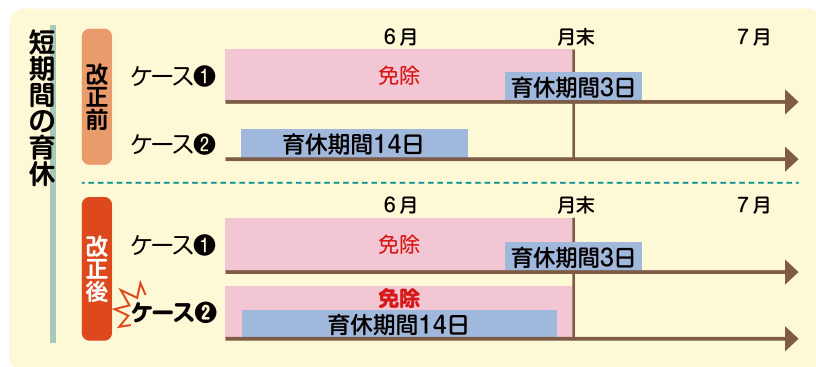 短期間の育休
改正前
6月 月末 7月
ケース❶
免除
育休期間3日
ケース❷
育休期間14日
改正後
6月 月末 7月
ケース❶
免除
育休期間3日
ケース❷
免除
育休期間14日